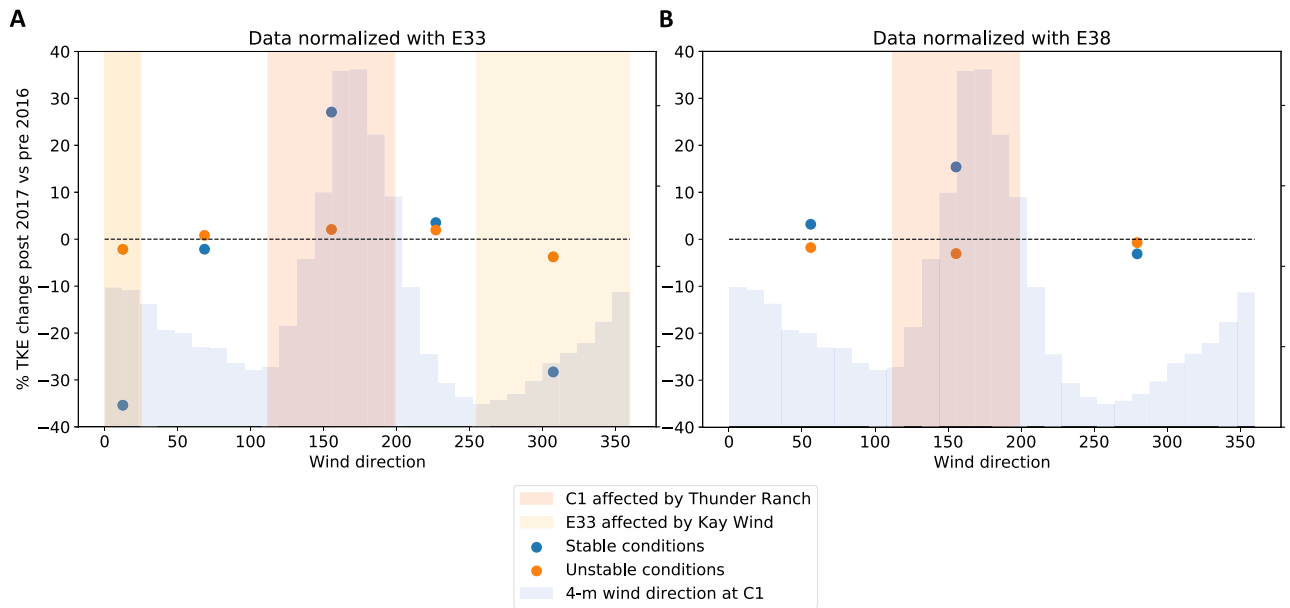 A
B
Data normalized with E33
Data normalized with E38
% TKE change post 2017 vs pre 2016
40
30
20
10
0
−10
−20
−30
−40
0 50 100 150 200 250 300 350
Wind direction
40
30
20
10
0
−10
−20
−30
−40
0 50 100 150 200 250 300 350
Wind direction
C1 affected by Thunder Ranch
E33 affected by Kay Wind
Stable conditions
Unstable conditions
4-m wind direction at C1